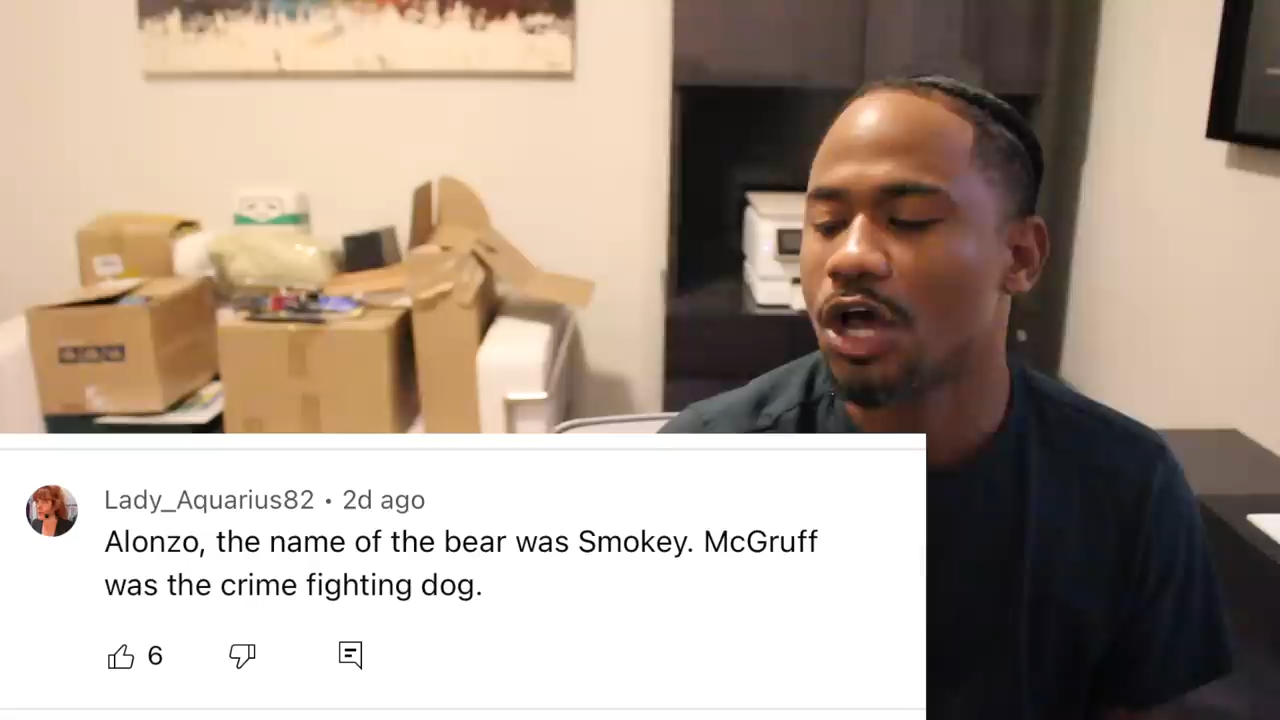 Lady_Aquarius82 • 2d ago
Alonzo, the name of the bear was Smokey. McGruff
was the crime fighting dog.
6